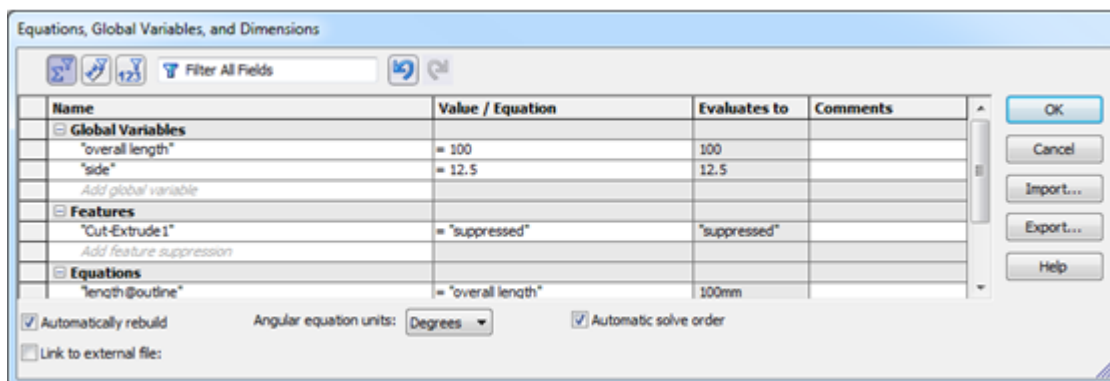 Equations, Global Variables, and Dimensions
Filter All Fields
Name Value / Equation Evaluates to Comments
Global Variables
"overall length" = 100 100
"side" = 12.5 12.5
Add global variable
Features
"Cut-Extrude1" = "suppressed" "suppressed"
Add feature suppression
Equations
"length@outline" = "overall length" 100mm
OK
Cancel
Import...
Export...
Help
Automatically rebuild Angular equation units: Degrees Automatic solve order
Link to external file: